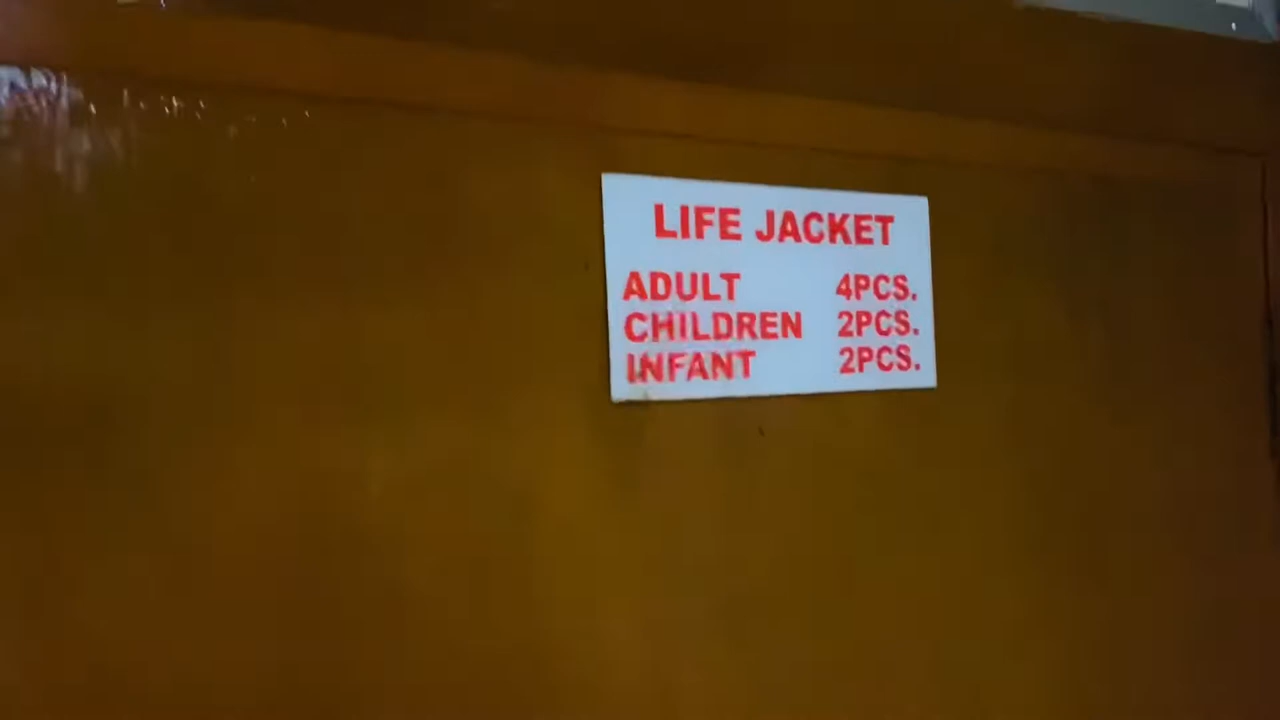 LIFE JACKET
ADULT 4PCS.
CHILDREN 2PCS.
INFANT 2PCS.